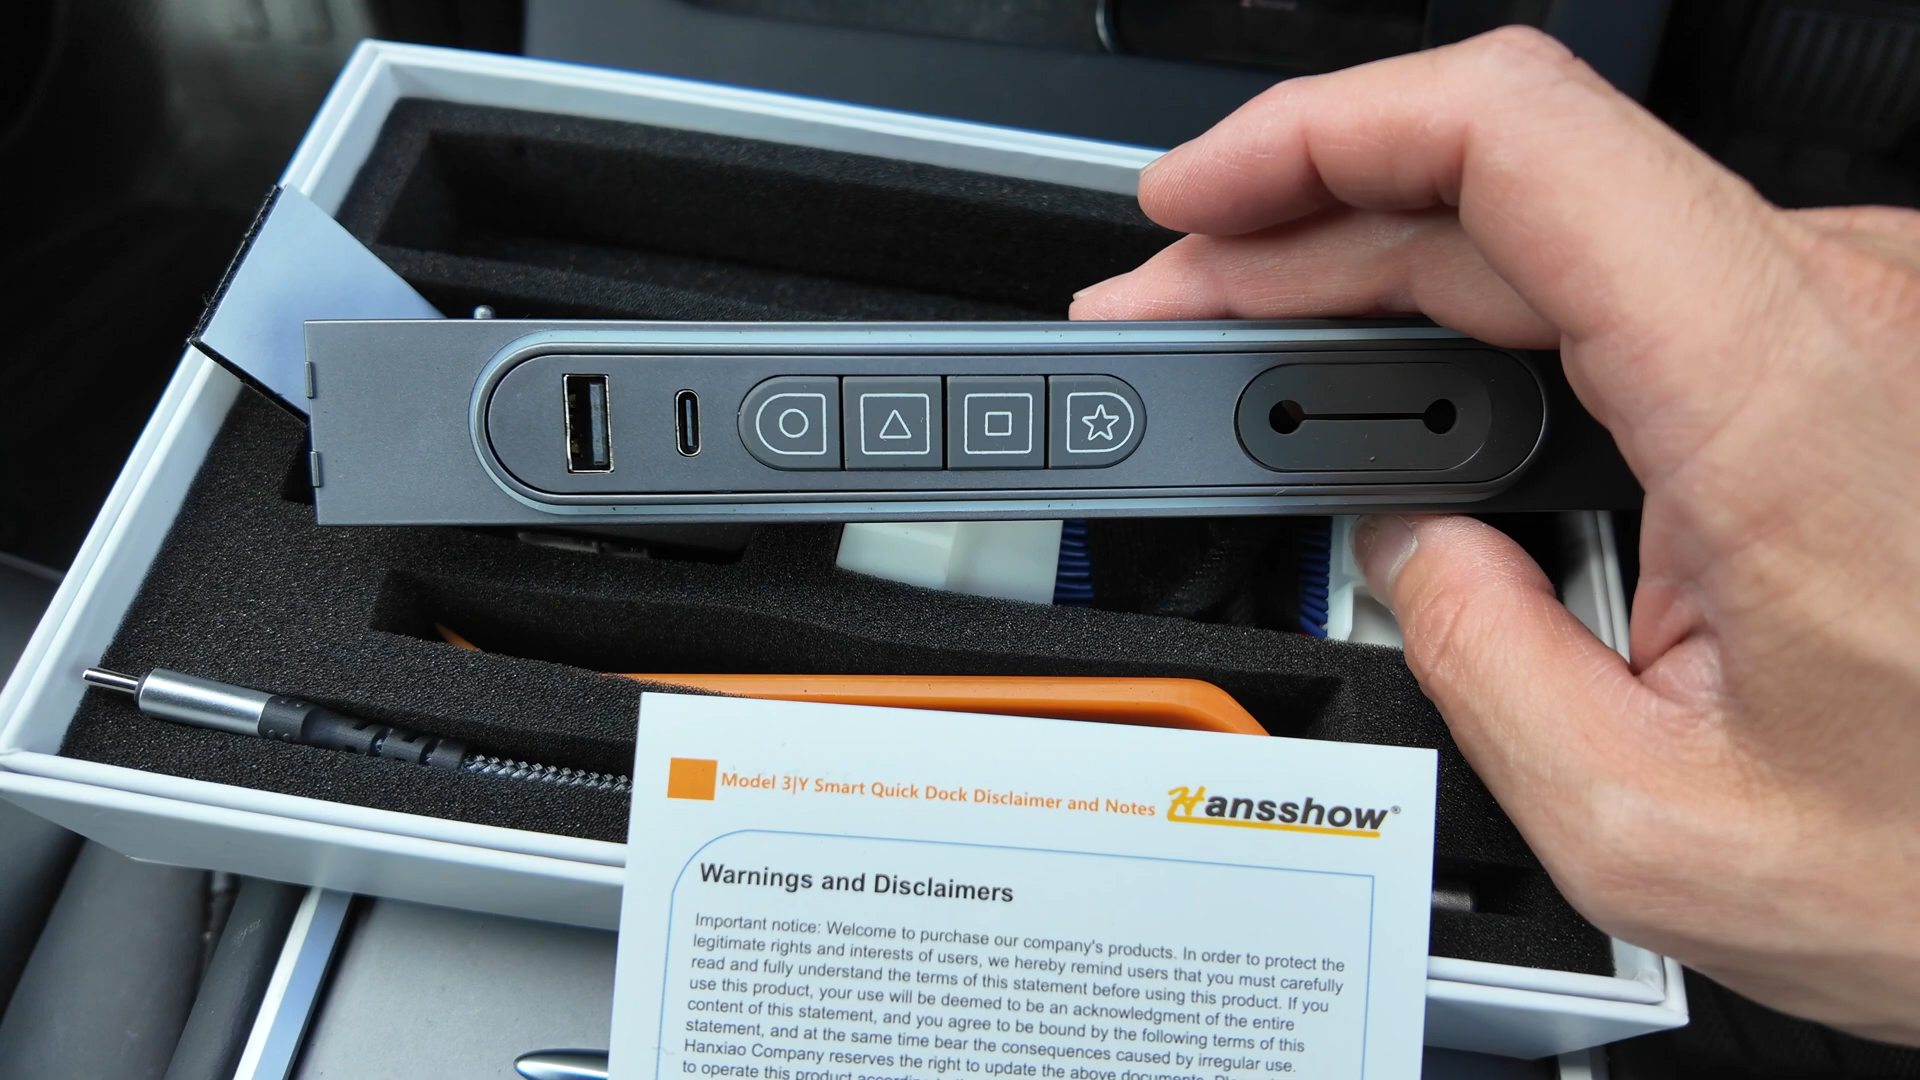 Model 3|Y Smart Quick Dock Disclaimer and Notes
Hansshow®
Warnings and Disclaimers
Important notice: Welcome to purchase our company's products. In order to protect the
legitimate rights and interests of users, we hereby remind users that you must carefully
read and fully understand the terms of this statement before using this product. If you
use this product, your use will be deemed to be an acknowledgment of the entire
content of this statement, and you agree to be bound by the following terms of this
statement, and at the same time bear the consequences caused by irregular use.
Hanxiao Company reserves the right to update the above documents.
to operate this product